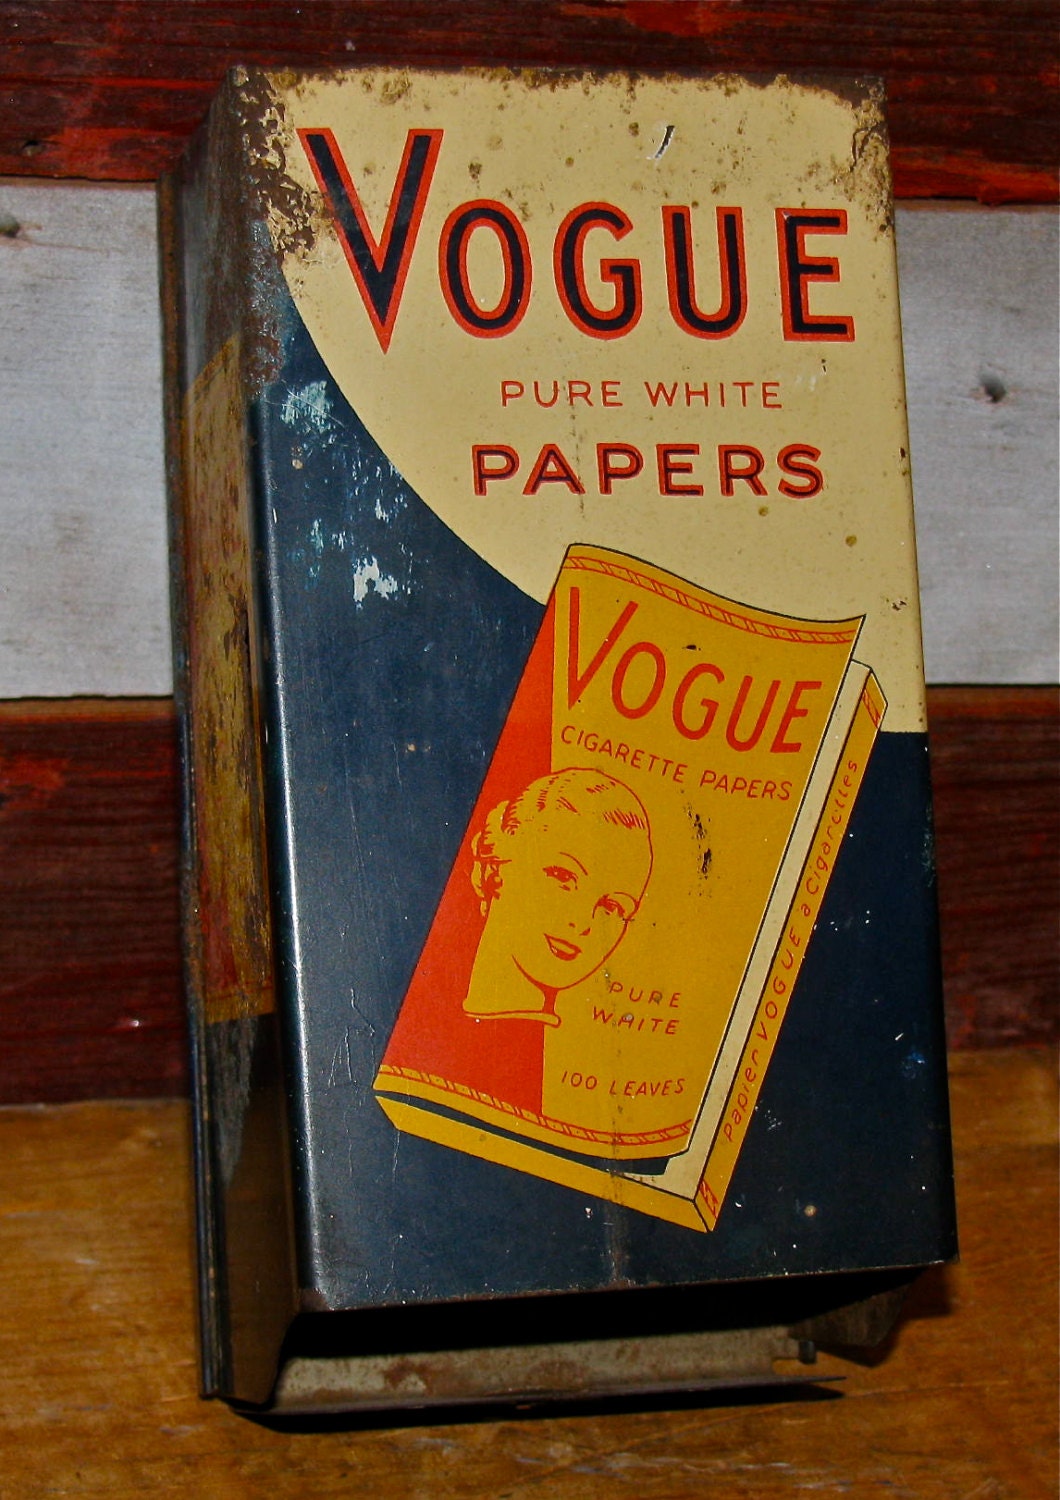 VOGUE
PURE WHITE
PAPERS
VOGUE
CIGARETTE PAPERS
PURE
WHITE
100 LEAVES
Papier VOGUE a Cigarettes